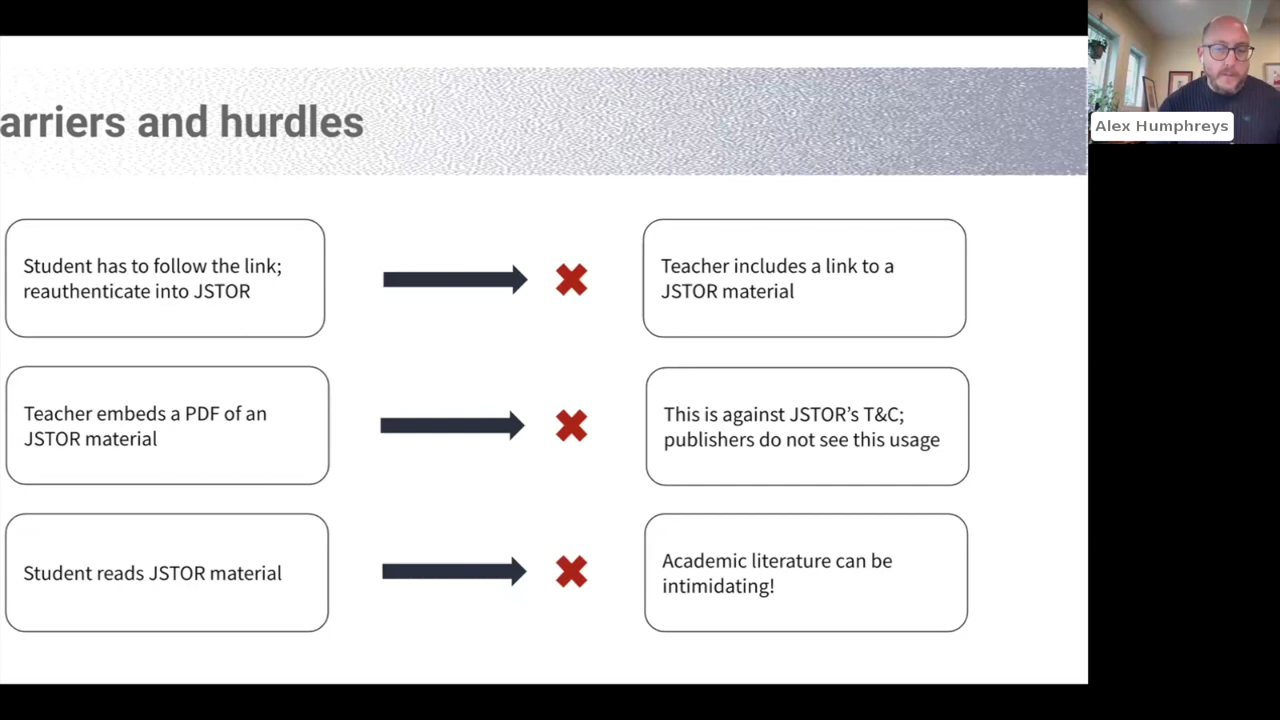 arriers and hurdles
Alex Humphreys
Student has to follow the link;
reauthenticate into JSTOR
Teacher includes a link to a
JSTOR material
Teacher embeds a PDF of an
JSTOR material
This is against JSTOR’s T&C;
publishers do not see this usage
Student reads JSTOR material
Academic literature can be
intimidating!